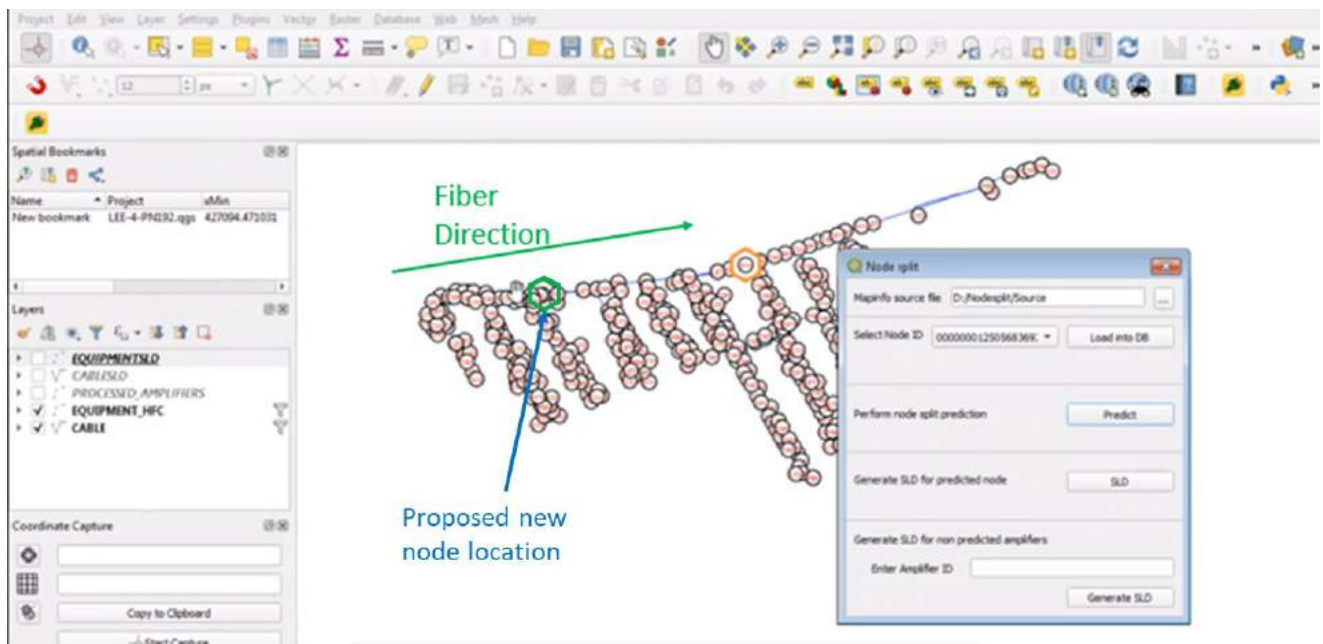 Project Edit View Layer Settings Plugins Vector Raster Database Web Mesh Help
12 px
Spatial Bookmarks
Name Project xMin
New bookmark LEE-4-PN192.qgs 427094.471031
Layers
EQUIPMENTSLD
CABLESLD
PROCESSED_AMPLIFIERS
EQUIPMENT_HFC
CABLE
Coordinate Capture
Copy to Clipboard
Start Capture
Fiber
Direction
Proposed new
node location
Node split
Mapinfo source file D:/Nodesplit/Source ...
Select Node ID Load into DB
Perform node split prediction Predict
Generate SLD for predicted node SLD
Generate SLD for non predicted amplifiers
Enter Amplifier ID
Generate SLD